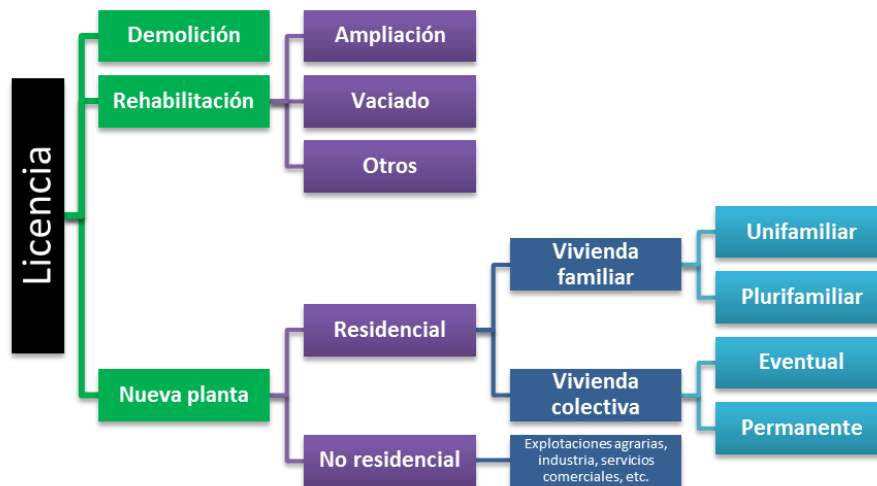 Licencia
Demolición
Rehabilitación
Ampliación
Vaciado
Otros
Nueva planta
Residencial
Vivienda
familiar
Unifamiliar
Plurifamiliar
Vivienda
colectiva
Eventual
Permanente
No residencial
Explotaciones agrarias,
industria, servicios
comerciales, etc.